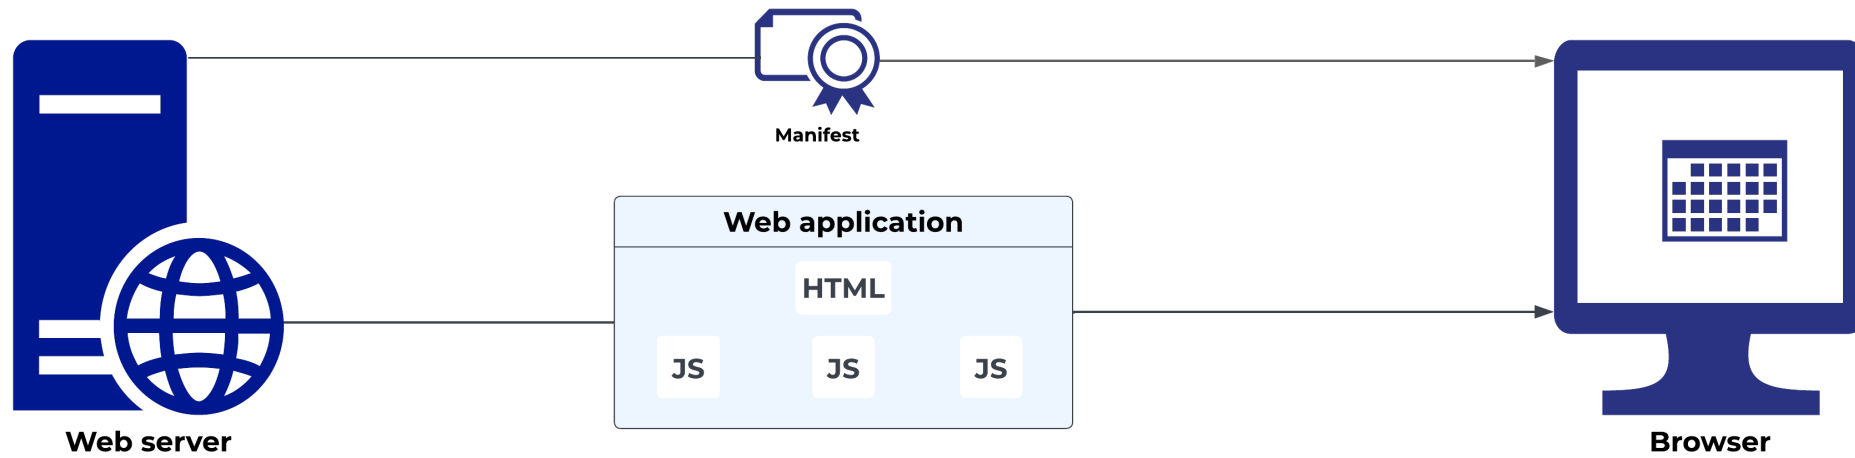 Manifest
Web application
HTML
JS JS JS
Web server
Browser